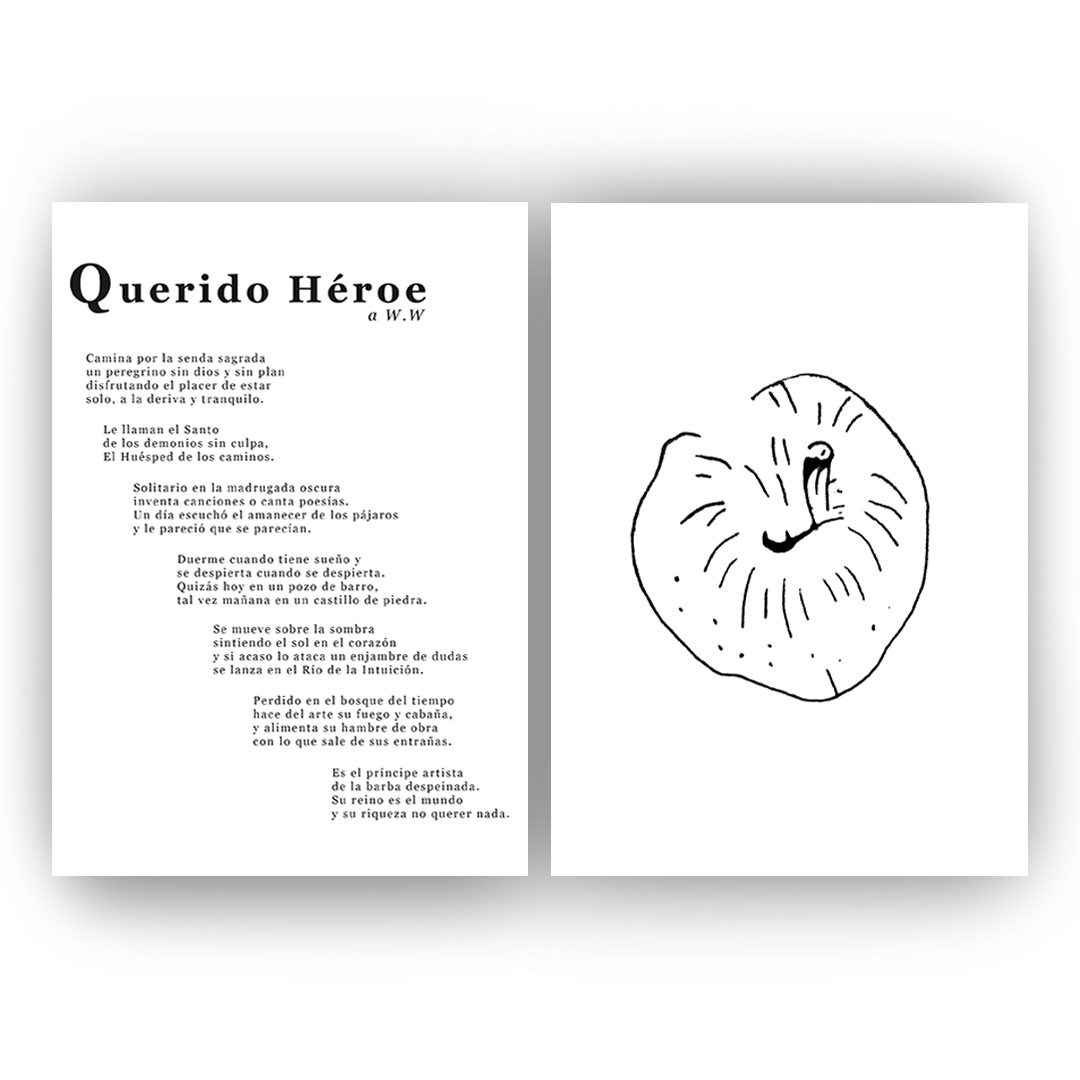 Querido Héroe
a W.W
Camina por la senda sagrada
un peregrino sin dios y sin plan
disfrutando el placer de estar
solo, a la deriva y tranquilo.
Le llaman el Santo
de los demonios sin culpa,
El Huésped de los caminos.
Solitario en la madrugada oscura
inventa canciones o canta poesías.
Un día escuchó el amanecer de los pájaros
y le pareció que se parecían.
Duerme cuando tiene sueño y
se despierta cuando se despierta.
Quizás hoy en un pozo de barro,
tal vez mañana en un castillo de piedra.
Se mueve sobre la sombra
sintiendo el sol en el corazón
y si acaso lo ataca un enjambre de dudas
se lanza en el Río de la Intuición.
Perdido en el bosque del tiempo
hace del arte su fuego y cabaña,
y alimenta su hambre de obra
con lo que sale de sus entrañas.
Es el príncipe artista
de la barba despeinada.
Su reino es el mundo
y su riqueza no querer nada.